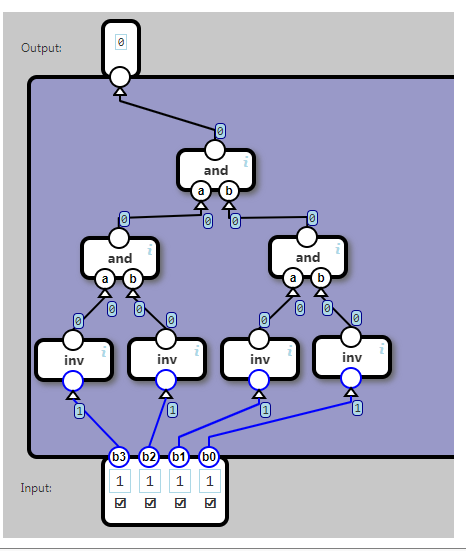 Output:
0
0
and
a b
0 0
0 0
and and
a b a b
0 0 0 0
0 0 0 0
inv inv inv inv
1 1 1 1
b3 b2 b1 b0
Input:
1 1 1 1